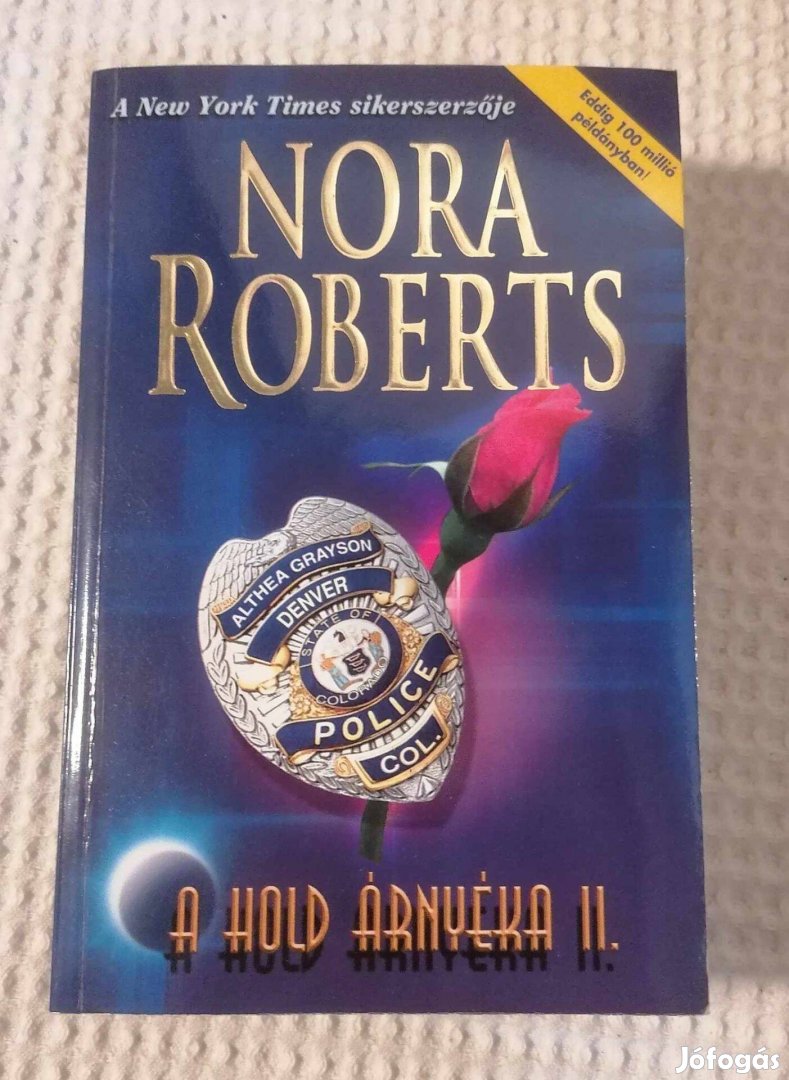 A New York Times sikerszerzője
Eddig 100 millió
példányban!
NORA
ROBERTS
ALTHEA GRAYSON
DENVER
STATE OF
COLORADO
POLICE
COL.
A HOLD ÁRNYÉKA II.
Jófogás